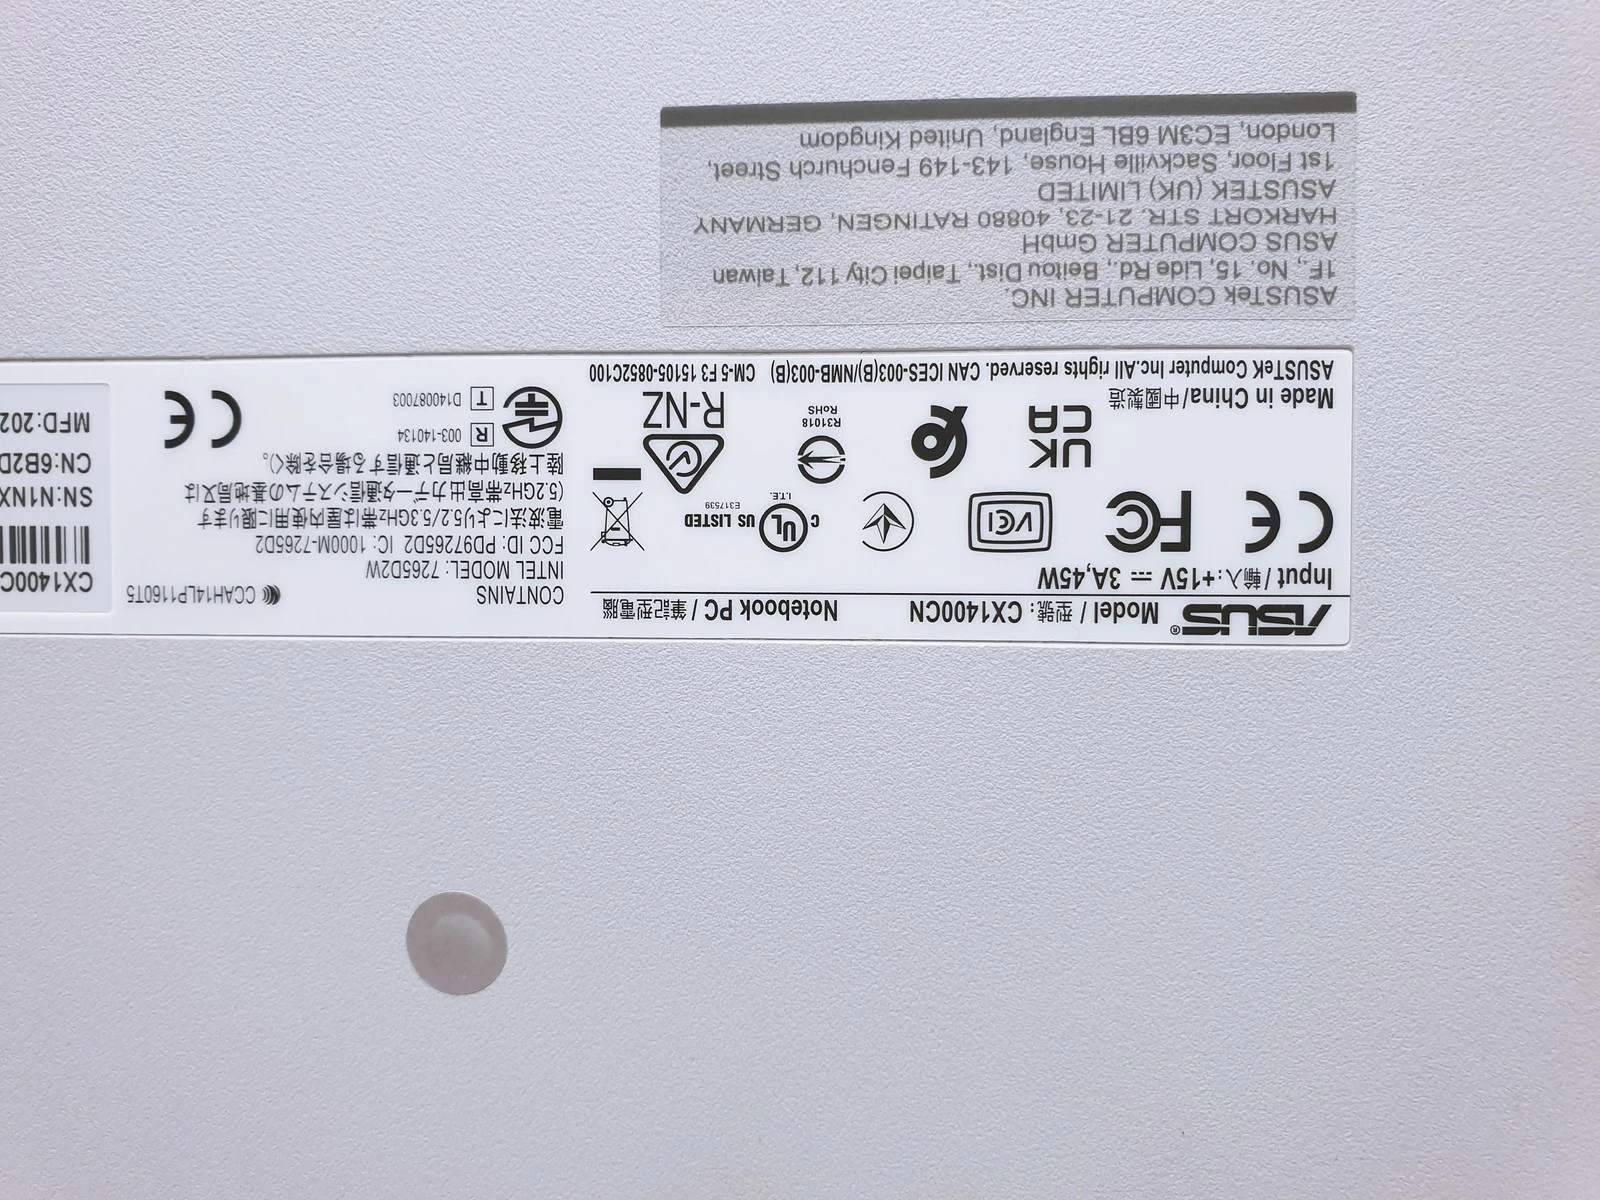 ASUS® Model / 型號: CX1400CN Notebook PC / 筆記型電腦
Input / 輸入: +15V ⎓ 3A,45W
CE FC VCI
c UL US LISTED
I.T.E. E317539
UK
CA
R31018
RoHS
R-NZ
Made in China/中國製造
ASUSTeK Computer Inc.All rights reserved. CAN ICES-003(B)/NMB-003(B) CM-5 F3 15105-0852C100
CONTAINS
INTEL MODEL: 7265D2W
FCC ID: PD97265D2 IC: 1000M-7265D2
電波法により5.2/5.3GHz帯は屋内使用に限ります
(5.2GHz帯高出力データ通信システムの基地局又は
陸上移動中継局と通信する場合を除く)。
R 003-140134
T D140087003
CCAH14LP1160T5
CE
CX1400C
SN:N1NX
CN:6B2D
MFD:202
ASUSTek COMPUTER INC.
1F., No. 15, Lide Rd., Beitou Dist., Taipei City 112, Taiwan
ASUS COMPUTER GmbH
HARKORT STR. 21-23, 40880 RATINGEN, GERMANY
ASUSTEK (UK) LIMITED
1st Floor, Sackville House, 143-149 Fenchurch Street,
London, EC3M 6BL England, United Kingdom